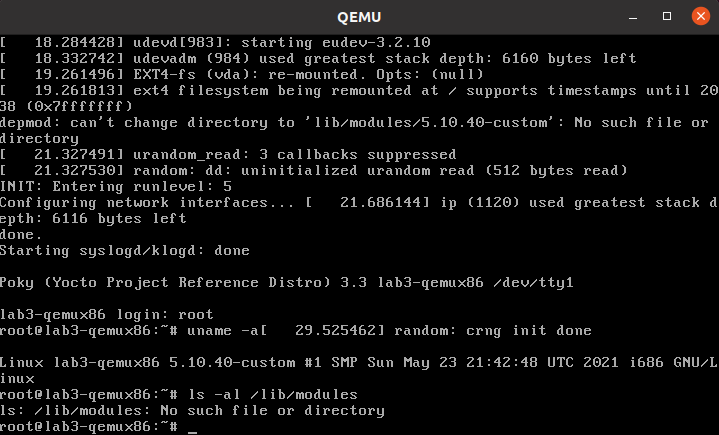 QEMU
[   18.284428] udevd[983]: starting eudev-3.2.10
[   18.332742] udevadm (984) used greatest stack depth: 6160 bytes left
[   19.261496] EXT4-fs (vda): re-mounted. Opts: (null)
[   19.261813] ext4 filesystem being remounted at / supports timestamps until 20
38 (0x7fffffff)
depmod: can't change directory to 'lib/modules/5.10.40-custom': No such file or
directory
[   21.327491] urandom_read: 3 callbacks suppressed
[   21.327530] random: dd: uninitialized urandom read (512 bytes read)
INIT: Entering runlevel: 5
Configuring network interfaces... [   21.686144] ip (1120) used greatest stack d
epth: 6116 bytes left
done.
Starting syslogd/klogd: done
Poky (Yocto Project Reference Distro) 3.3 lab3-qemux86 /dev/tty1
lab3-qemux86 login: root
root@lab3-qemux86:~# uname -a[   29.525462] random: crng init done
Linux lab3-qemux86 5.10.40-custom #1 SMP Sun May 23 21:42:48 UTC 2021 i686 GNU/L
inux
root@lab3-qemux86:~# ls -al /lib/modules
ls: /lib/modules: No such file or directory
root@lab3-qemux86:~# _